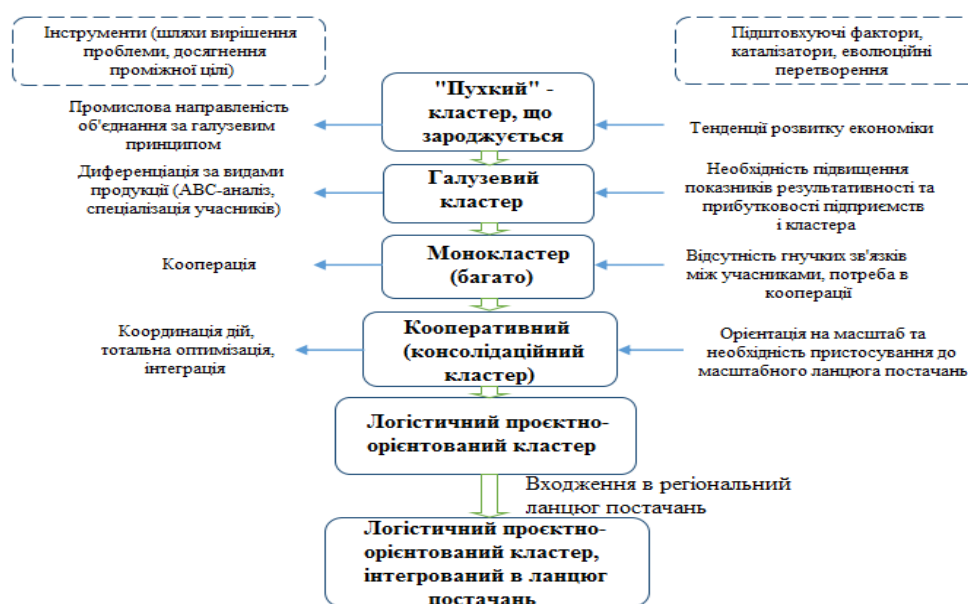 Інструменти (шляхи вирішення
проблеми, досягнення
проміжної цілі)
Підштовхуючі фактори,
каталізатори, еволюційні
перетворення
"Пухкий" -
кластер, що
зароджується
Промислова направленість
об'єднання за галузевим
принципом
Тенденції розвитку економіки
Диференціація за видами
продукції (АВС-аналіз,
спеціалізація учасників)
Галузевий
кластер
Необхідність підвищення
показників результативності та
прибутковості підприємств
і кластера
Кооперація
Монокластер
(багато)
Відсутність гнучких зв'язків
між учасниками, потреба в
кооперації
Координація дій,
тотальна оптимізація,
інтеграція
Кооперативний
(консолідаційний
кластер)
Орієнтація на масштаб та
необхідність пристосування до
масштабного ланцюга постачань
Логістичний проєктно-
орієнтований кластер
Входження в регіональний
ланцюг постачань
Логістичний проєктно-
орієнтований кластер,
інтегрований в ланцюг
постачань